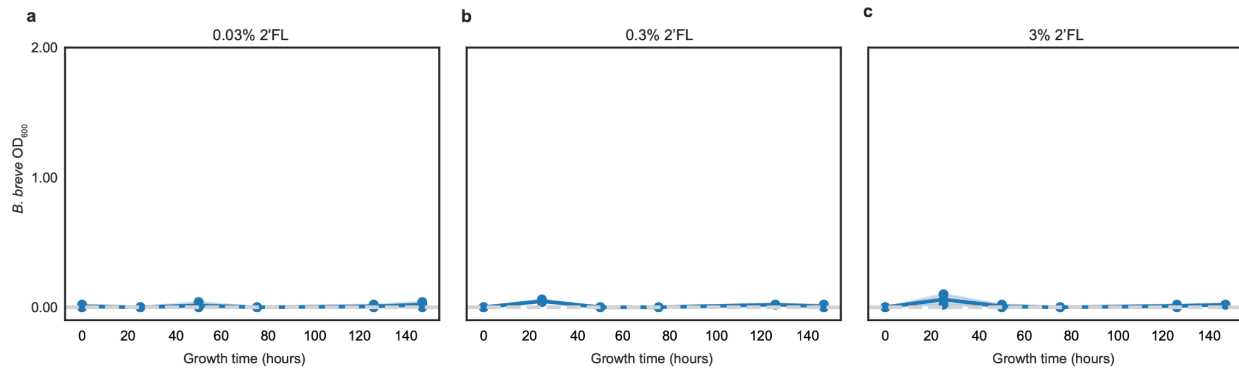 a
b
c
0.03% 2'FL
0.3% 2'FL
3% 2'FL
2.00
1.00
0.00
B. breve OD600
0 20 40 60 80 100 120 140
0 20 40 60 80 100 120 140
0 20 40 60 80 100 120 140
Growth time (hours)
Growth time (hours)
Growth time (hours)